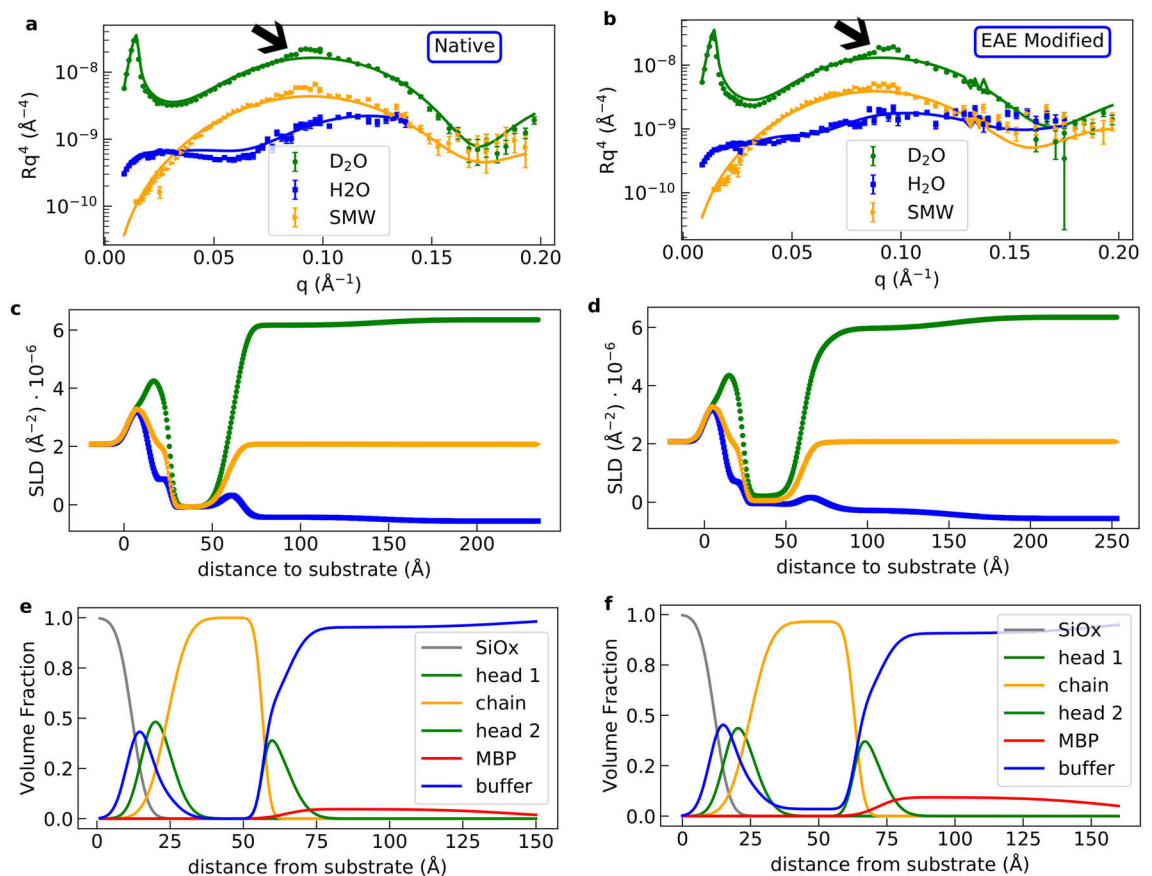 a
Native
Rq⁴ (Å⁻⁴)
10⁻⁸
10⁻⁹
10⁻¹⁰
D₂O
H2O
SMW
0.00 0.05 0.10 0.15 0.20
q (Å⁻¹)
b
EAE Modified
Rq⁴ (Å⁻⁴)
10⁻⁸
10⁻⁹
10⁻¹⁰
D₂O
H₂O
SMW
0.00 0.05 0.10 0.15 0.20
q (Å⁻¹)
c
SLD (Å⁻²) · 10⁻⁶
6
4
2
0
0 50 100 150 200
distance to substrate (Å)
d
SLD (Å⁻²) · 10⁻⁶
6
4
2
0
0 50 100 150 200 250
distance to substrate (Å)
e
Volume Fraction
1.0
0.8
0.5
0.2
0.0
SiOx
head 1
chain
head 2
MBP
buffer
0 25 50 75 100 125 150
distance from substrate (Å)
f
Volume Fraction
1.0
0.8
0.5
0.2
0.0
SiOx
head 1
chain
head 2
MBP
buffer
0 25 50 75 100 125 150
distance from substrate (Å)